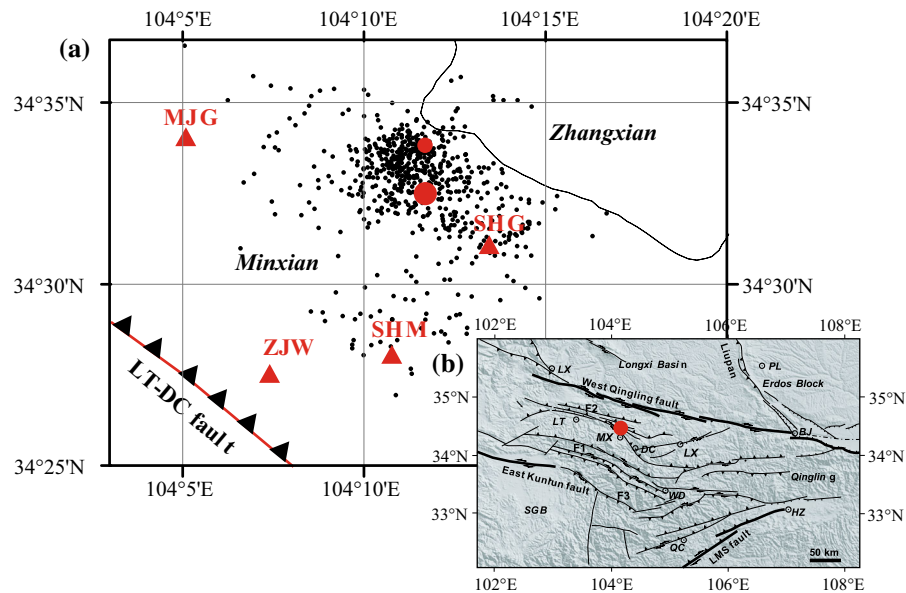 104°5'E 104°10'E 104°15'E 104°20'E
(a)
34°35'N 34°35'N
MJG
Zhangxian
SHG
Minxian
34°30'N 34°30'N
SHM
ZJW
LT-DC fault
34°25'N
104°5'E 104°10'E
102°E 104°E 106°E 108°E
(b)
LX
Longxi Basin
Liupan
PL
Erdos Block
West Qingling fault
35°N 35°N
F2
LT
MX
BJ
DC
LX
34°N 34°N
F1
East Kunlun fault
Qinglin g
WD
F3
SGB
HZ
33°N 33°N
QC
LMS fault
50 km
102°E 104°E 106°E 108°E